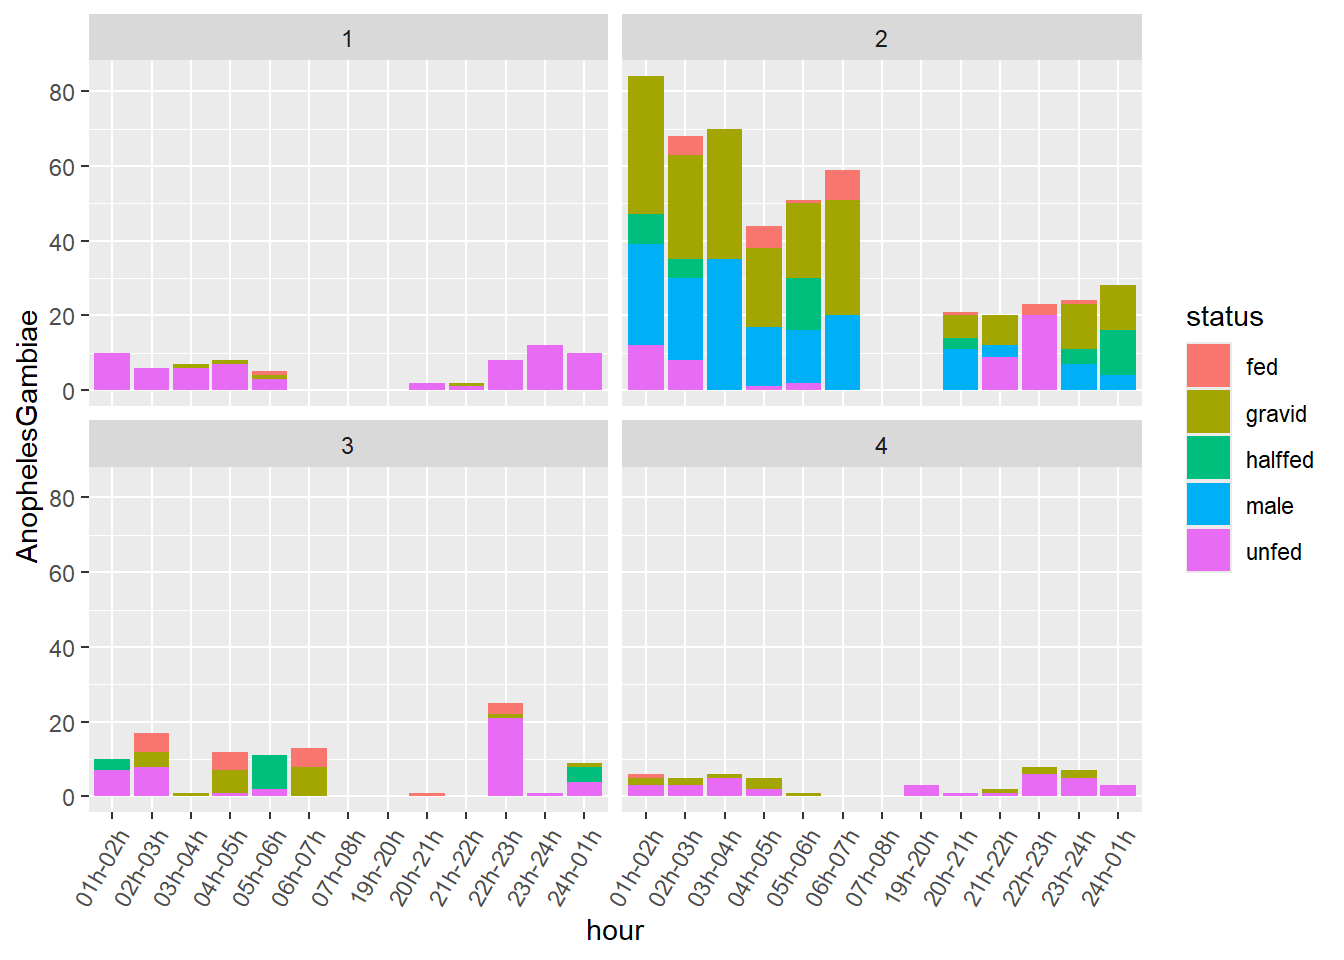 1
2
80
60
40
20
0
3
4
80
60
40
20
0
AnophelesGambiae
01h-02h
02h-03h
03h-04h
04h-05h
05h-06h
06h-07h
07h-08h
19h-20h
20h-21h
21h-22h
22h-23h
23h-24h
24h-01h
01h-02h
02h-03h
03h-04h
04h-05h
05h-06h
06h-07h
07h-08h
19h-20h
20h-21h
21h-22h
22h-23h
23h-24h
24h-01h
hour
status
fed
gravid
halffed
male
unfed